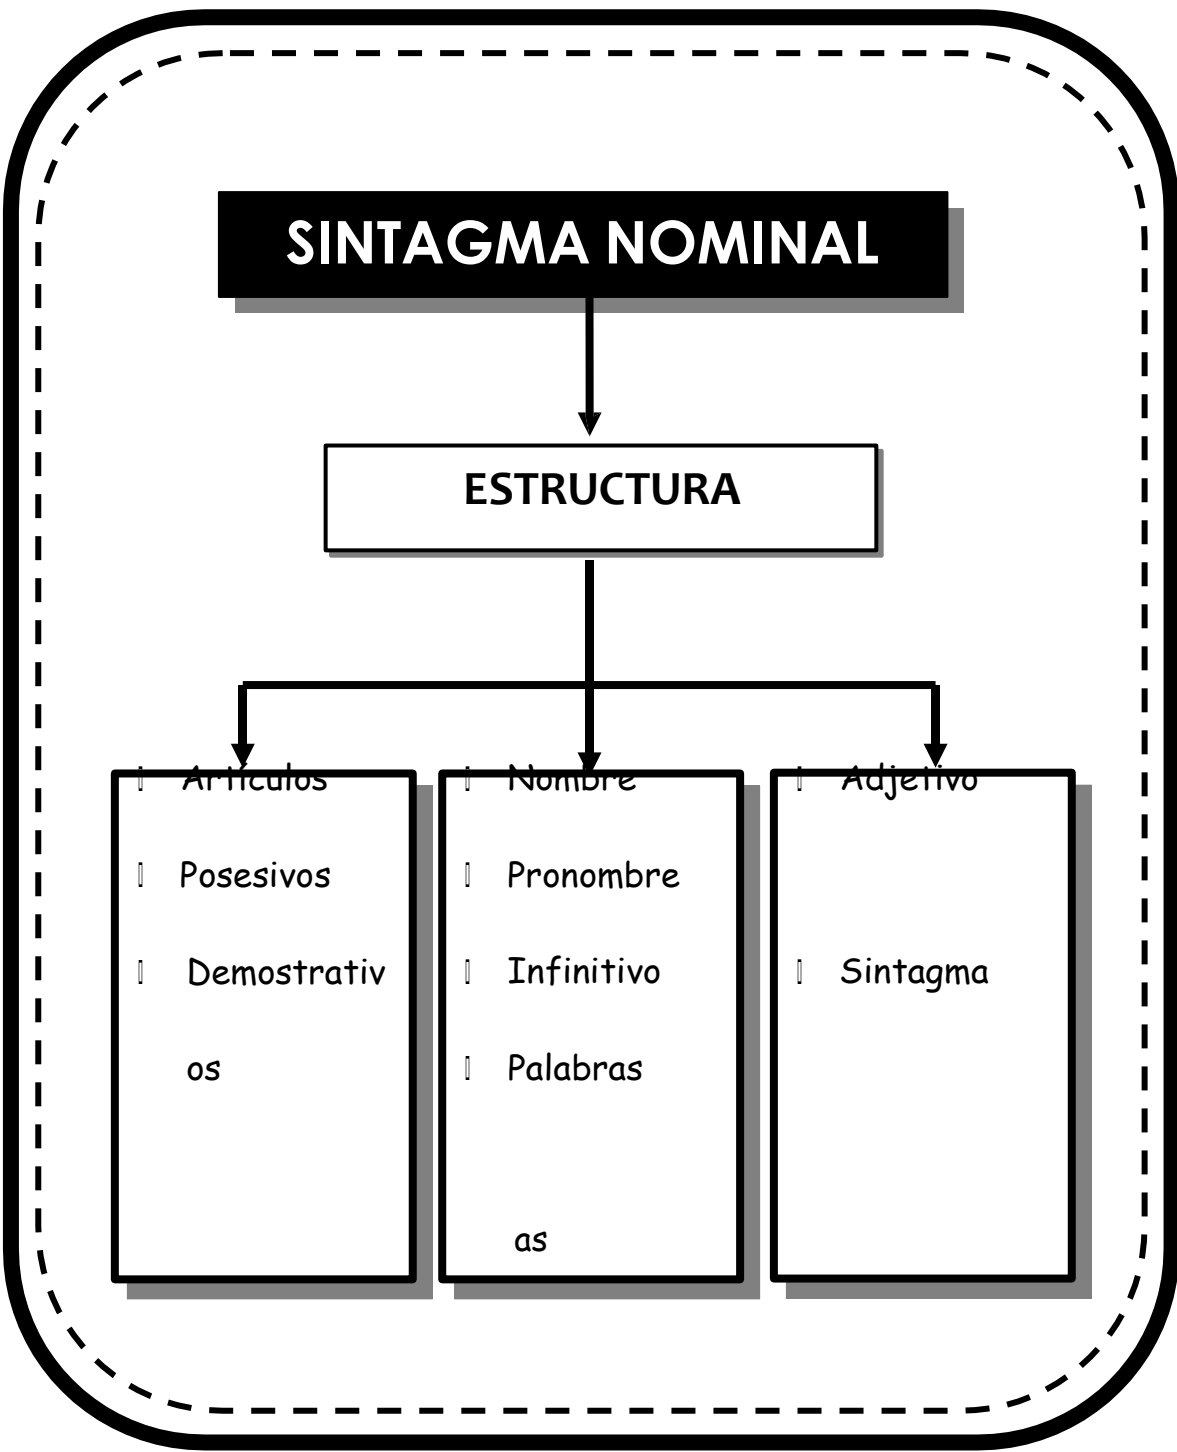 SINTAGMA NOMINAL
ESTRUCTURA
Artículos
Posesivos
Demostrativ
os
Nombre
Pronombre
Infinitivo
Palabras
as
Adjetivo
Sintagma